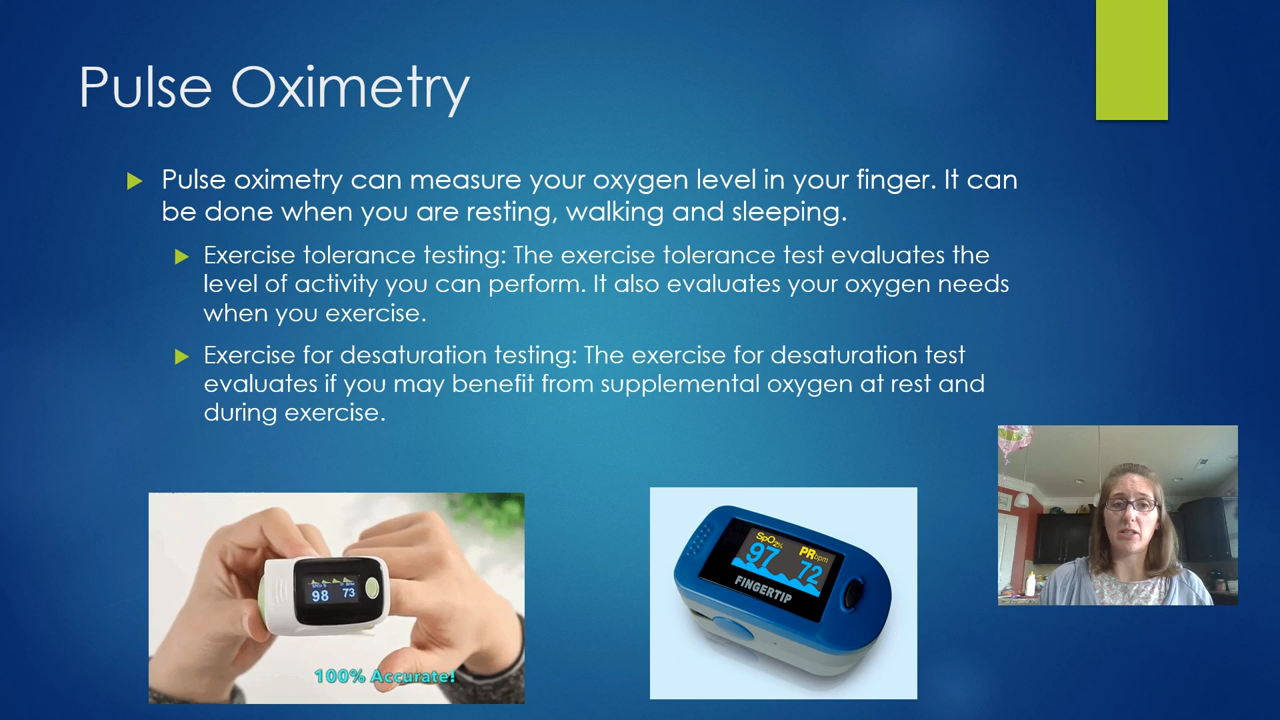 Pulse Oximetry
Pulse oximetry can measure your oxygen level in your finger. It can
be done when you are resting, walking and sleeping.
Exercise tolerance testing: The exercise tolerance test evaluates the
level of activity you can perform. It also evaluates your oxygen needs
when you exercise.
Exercise for desaturation testing: The exercise for desaturation test
evaluates if you may benefit from supplemental oxygen at rest and
during exercise.
98 73
100% Accurate!
SpO2% PRbpm
97 72
FINGERTIP